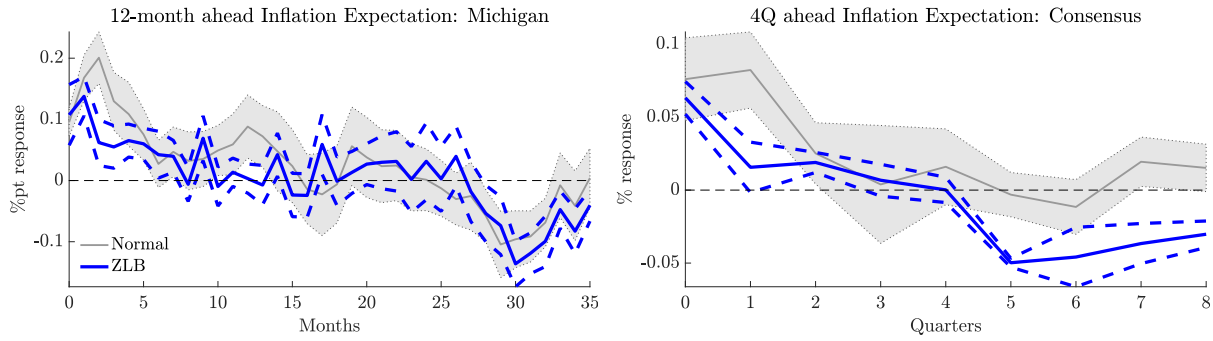 12-month ahead Inflation Expectation: Michigan
%pt response
0.2
0.1
0
-0.1
Normal
ZLB
0 5 10 15 20 25 30 35
Months
4Q ahead Inflation Expectation: Consensus
% response
0.1
0.05
0
-0.05
0 1 2 3 4 5 6 7 8
Quarters